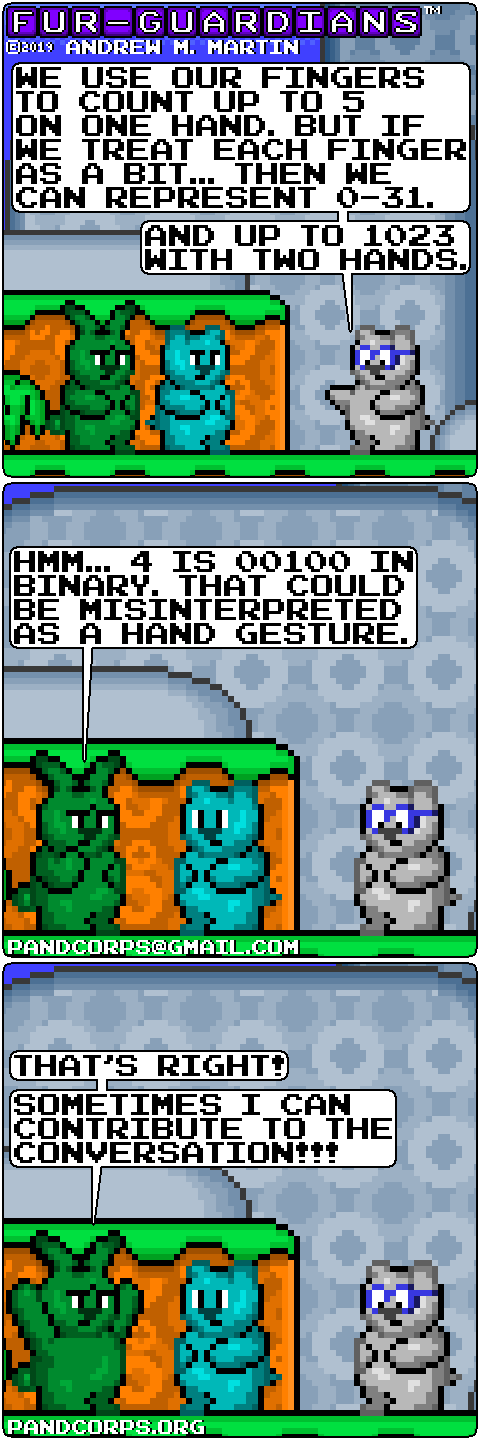 FUR-GUARDIANS™
©2019 ANDREW M. MARTIN
WE USE OUR FINGERS
TO COUNT UP TO 5
ON ONE HAND. BUT IF
WE TREAT EACH FINGER
AS A BIT... THEN WE
CAN REPRESENT 0-31.
AND UP TO 1023
WITH TWO HANDS.
HMM... 4 IS 00100 IN
BINARY. THAT COULD
BE MISINTERPRETED
AS A HAND GESTURE.
PANDCORPS@GMAIL.COM
THAT'S RIGHT!
SOMETIMES I CAN
CONTRIBUTE TO THE
CONVERSATION!!!
PANDCORPS.ORG